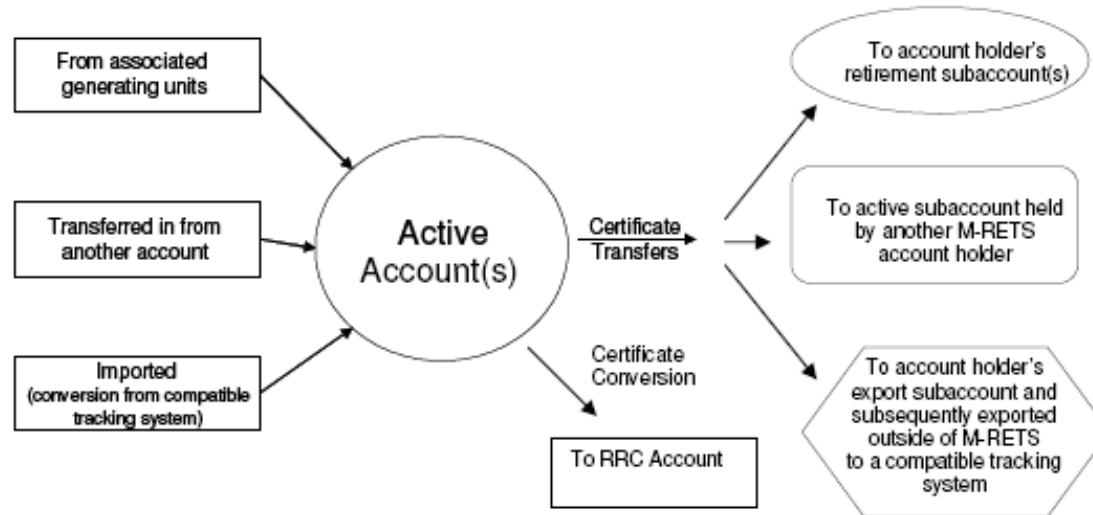 From associated
generating units
Transferred in from
another account
Imported
(conversion from compatible
tracking system)
Active
Account(s)
Certificate
Transfers
Certificate
Conversion
To RRC Account
To account holder's
retirement subaccount(s)
To active subaccount held
by another M-RETS
account holder
To account holder's
export subaccount and
subsequently exported
outside of M-RETS
to a compatible tracking
system